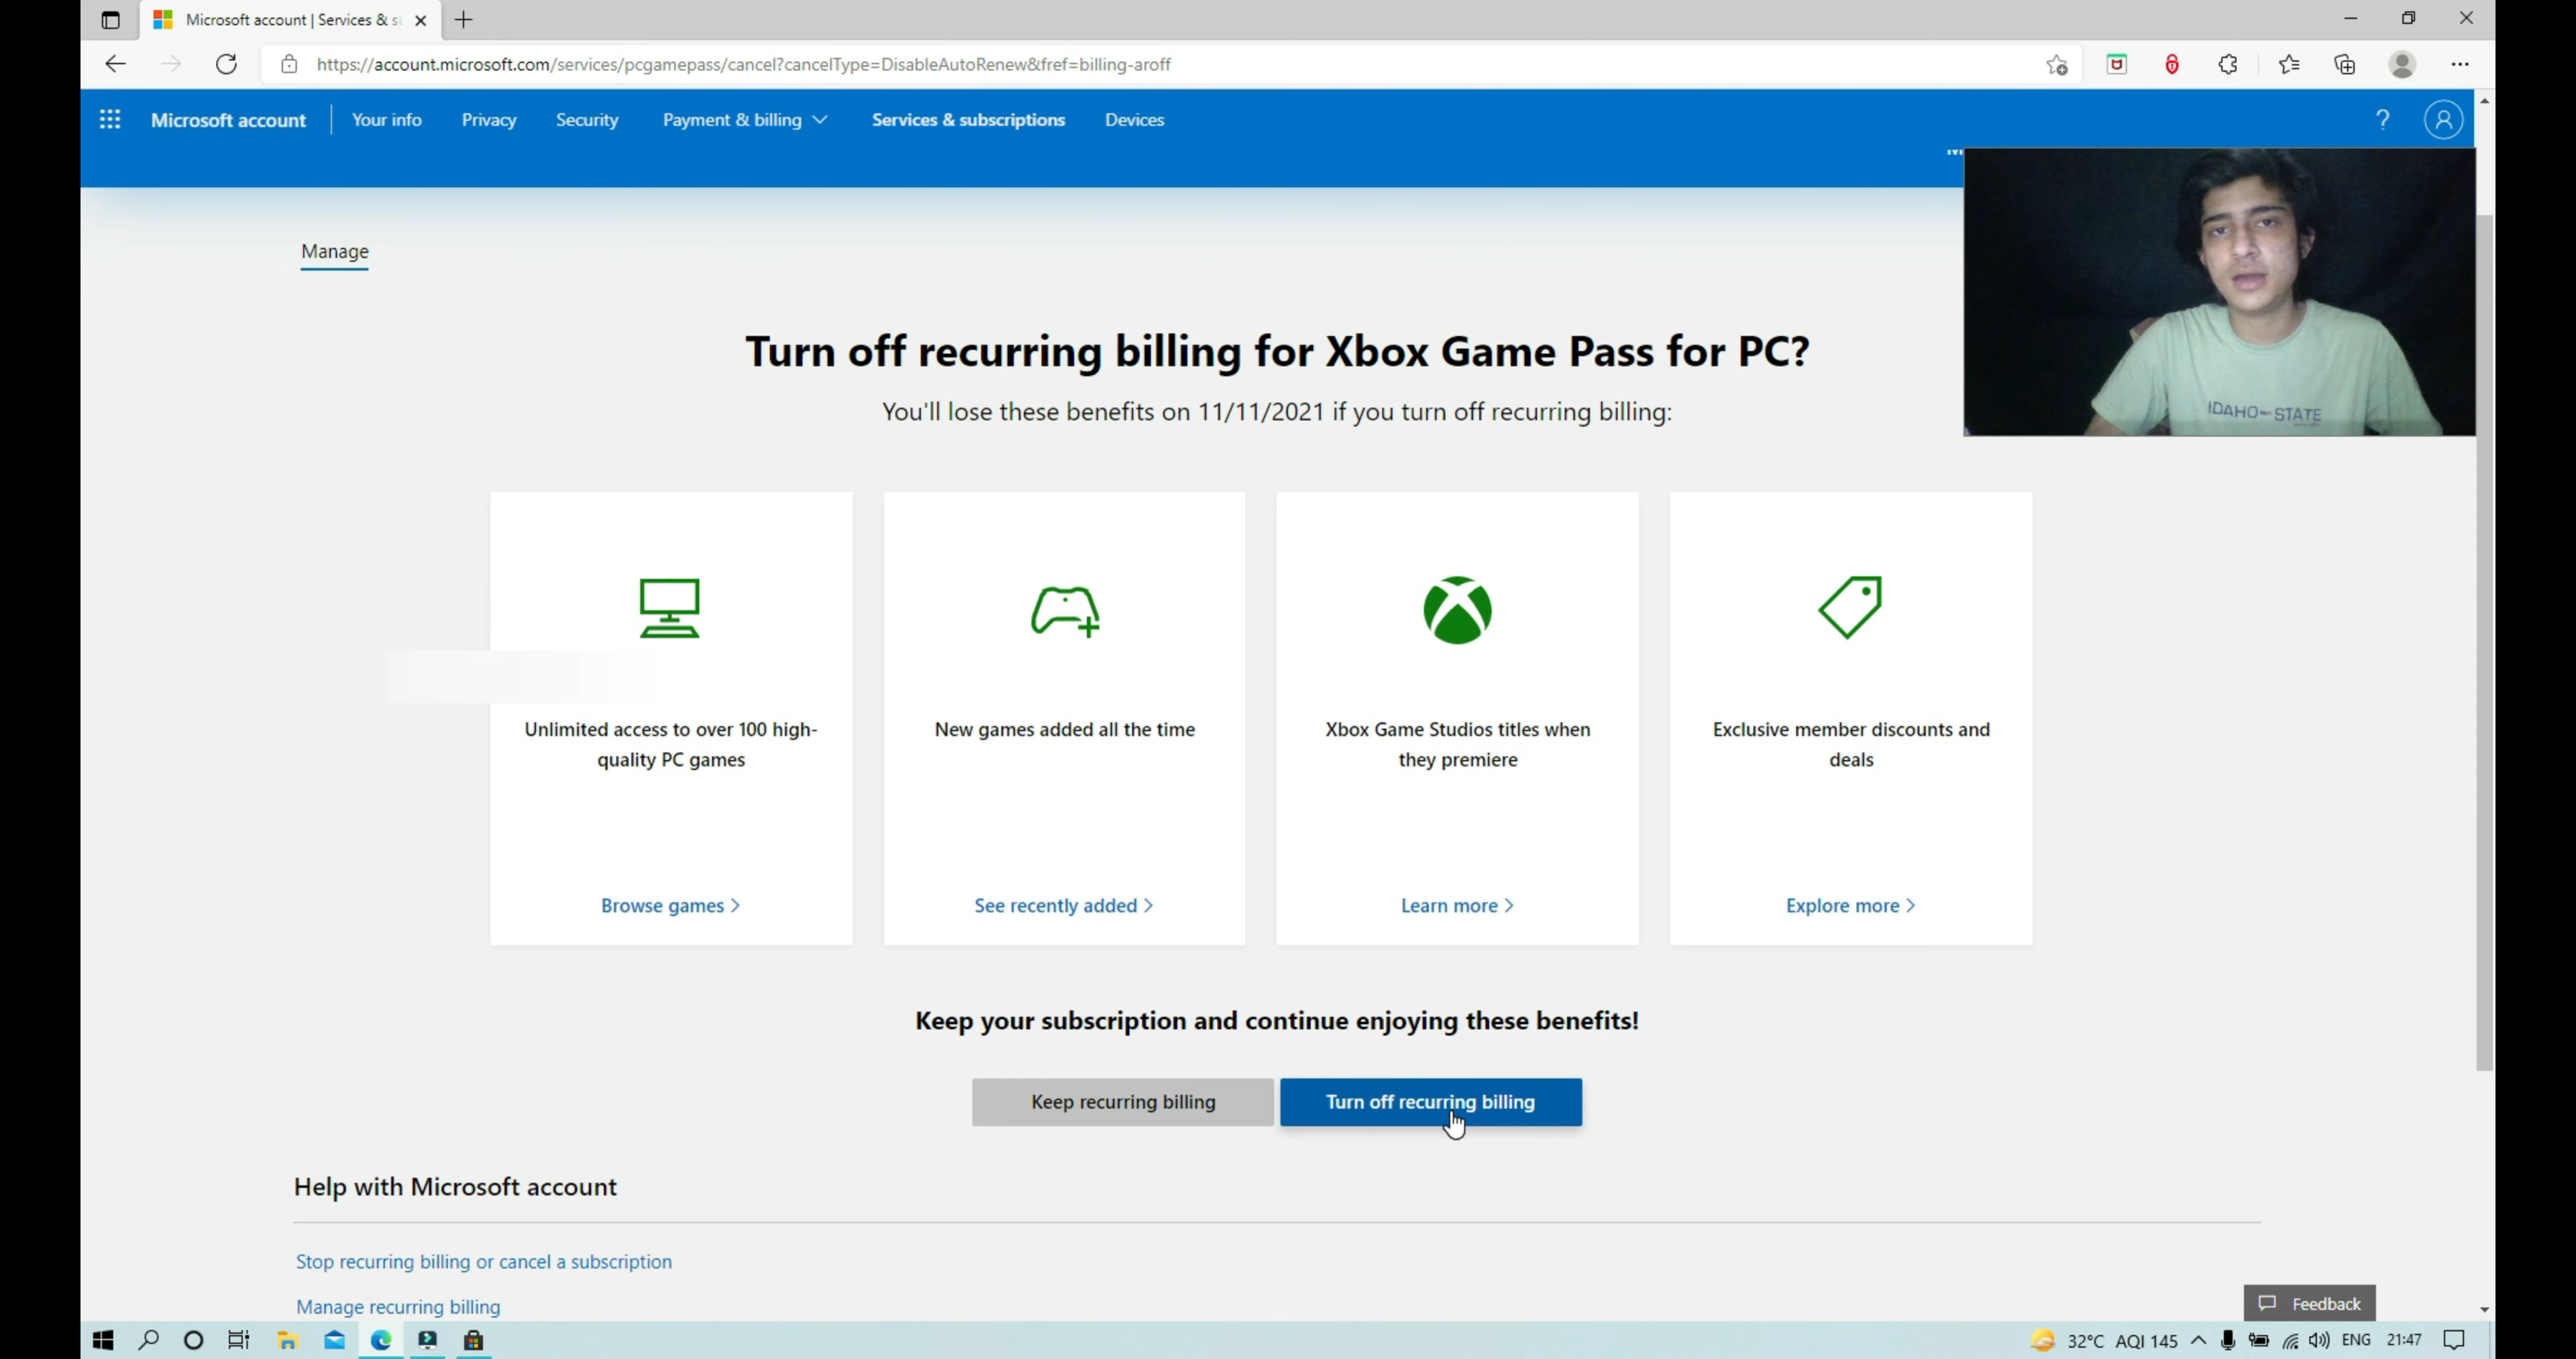 Microsoft account | Services & s
https://account.microsoft.com/services/pcgamepass/cancel?cancelType=DisableAutoRenew&fref=billing-aroff
Microsoft account Your info Privacy Security Payment & billing Services & subscriptions Devices ?
Manage
Turn off recurring billing for Xbox Game Pass for PC?
You'll lose these benefits on 11/11/2021 if you turn off recurring billing:
IDAHO STATE
Unlimited access to over 100 high-
quality PC games
Browse games >
New games added all the time
See recently added >
Xbox Game Studios titles when
they premiere
Learn more >
Exclusive member discounts and
deals
Explore more >
Keep your subscription and continue enjoying these benefits!
Keep recurring billing
Turn off recurring billing
Help with Microsoft account
Stop recurring billing or cancel a subscription
Manage recurring billing
Feedback
32°C AQI 145 ENG 21:47